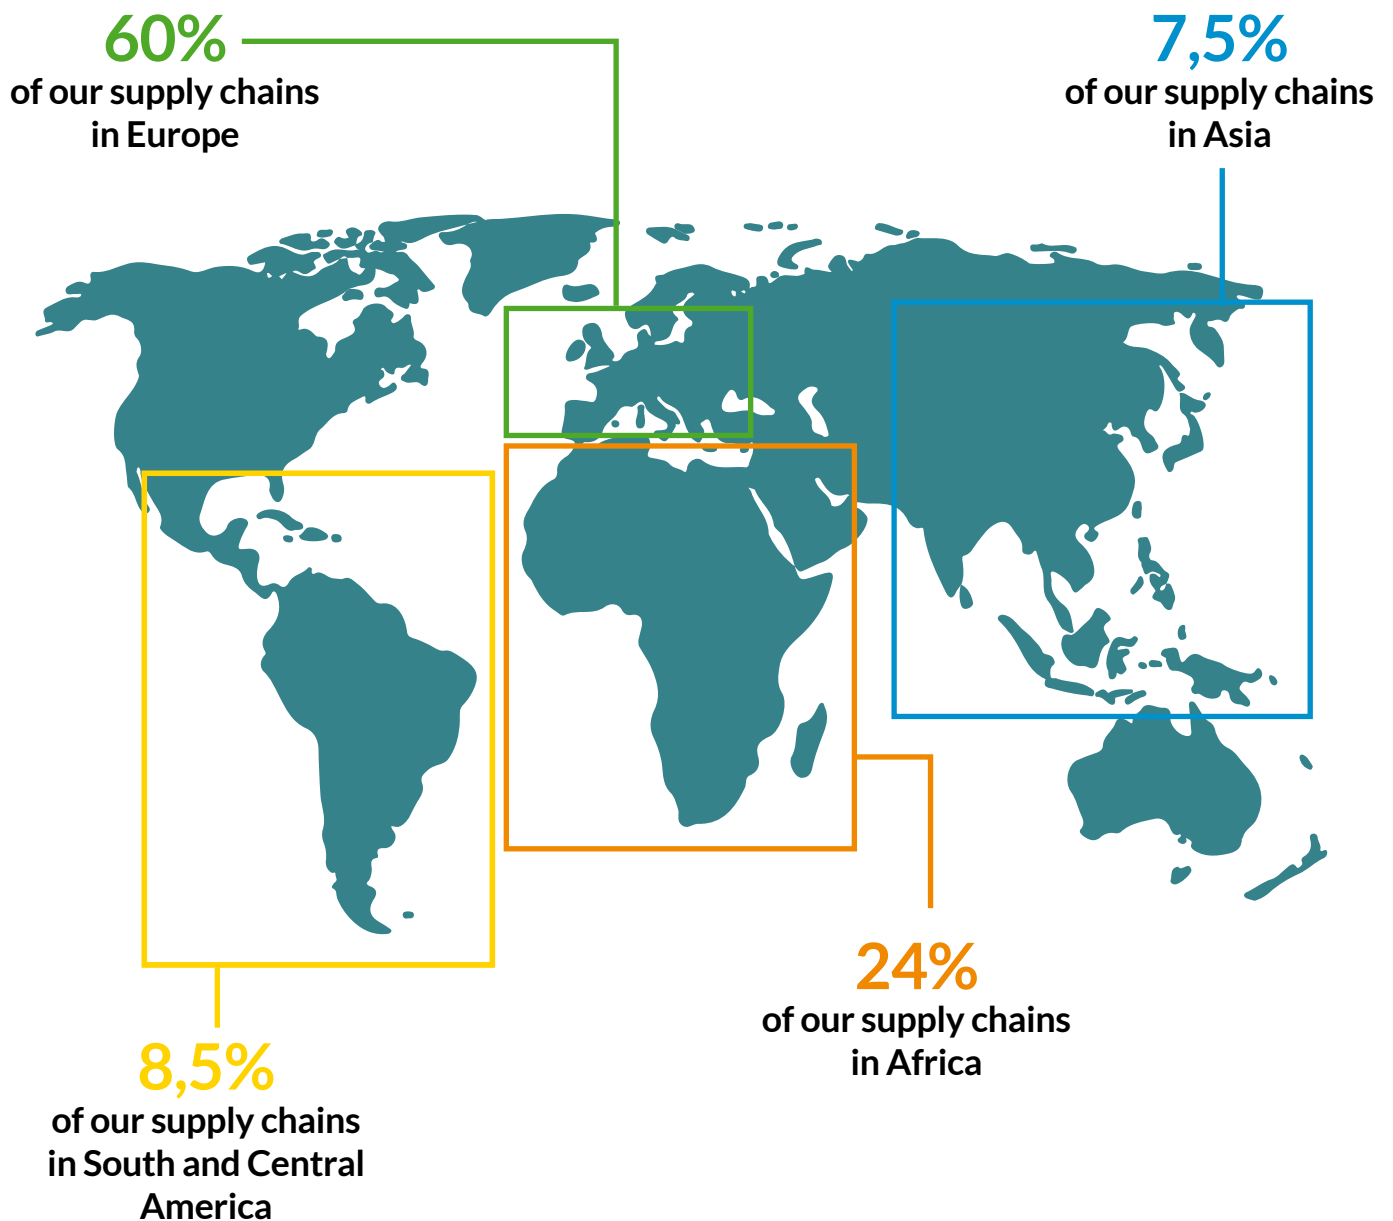 60%
of our supply chains
in Europe
7,5%
of our supply chains
in Asia
24%
of our supply chains
in Africa
8,5%
of our supply chains
in South and Central
America